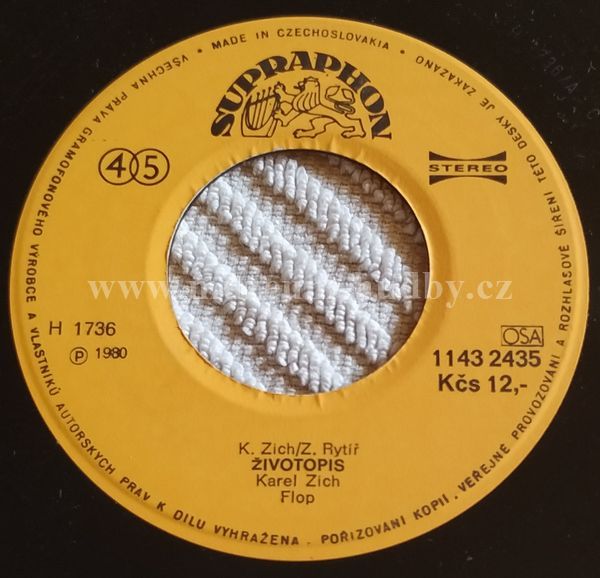 VŠECHNA PRÁVA GRAMOFONOVÉHO VÝROBCE A VLASTNÍKŮ AUTORSKÝCH PRÁV K DÍLU VYHRAŽENA. POŘIZOVÁNÍ KOPIÍ, VEŘEJNÉ PROVOZOVÁNÍ A ROZHLASOVÉ ŠÍŘENÍ TÉTO DESKY JE ZAKÁZÁNO
• MADE IN CZECHOSLOVAKIA •
SUPRAPHON
45
STEREO
H 1736
Ⓟ 1980
OSA
1143 2435
Kčs 12,-
K. Zich/Z. Rytíř
ŽIVOTOPIS
Karel Zich
Flop